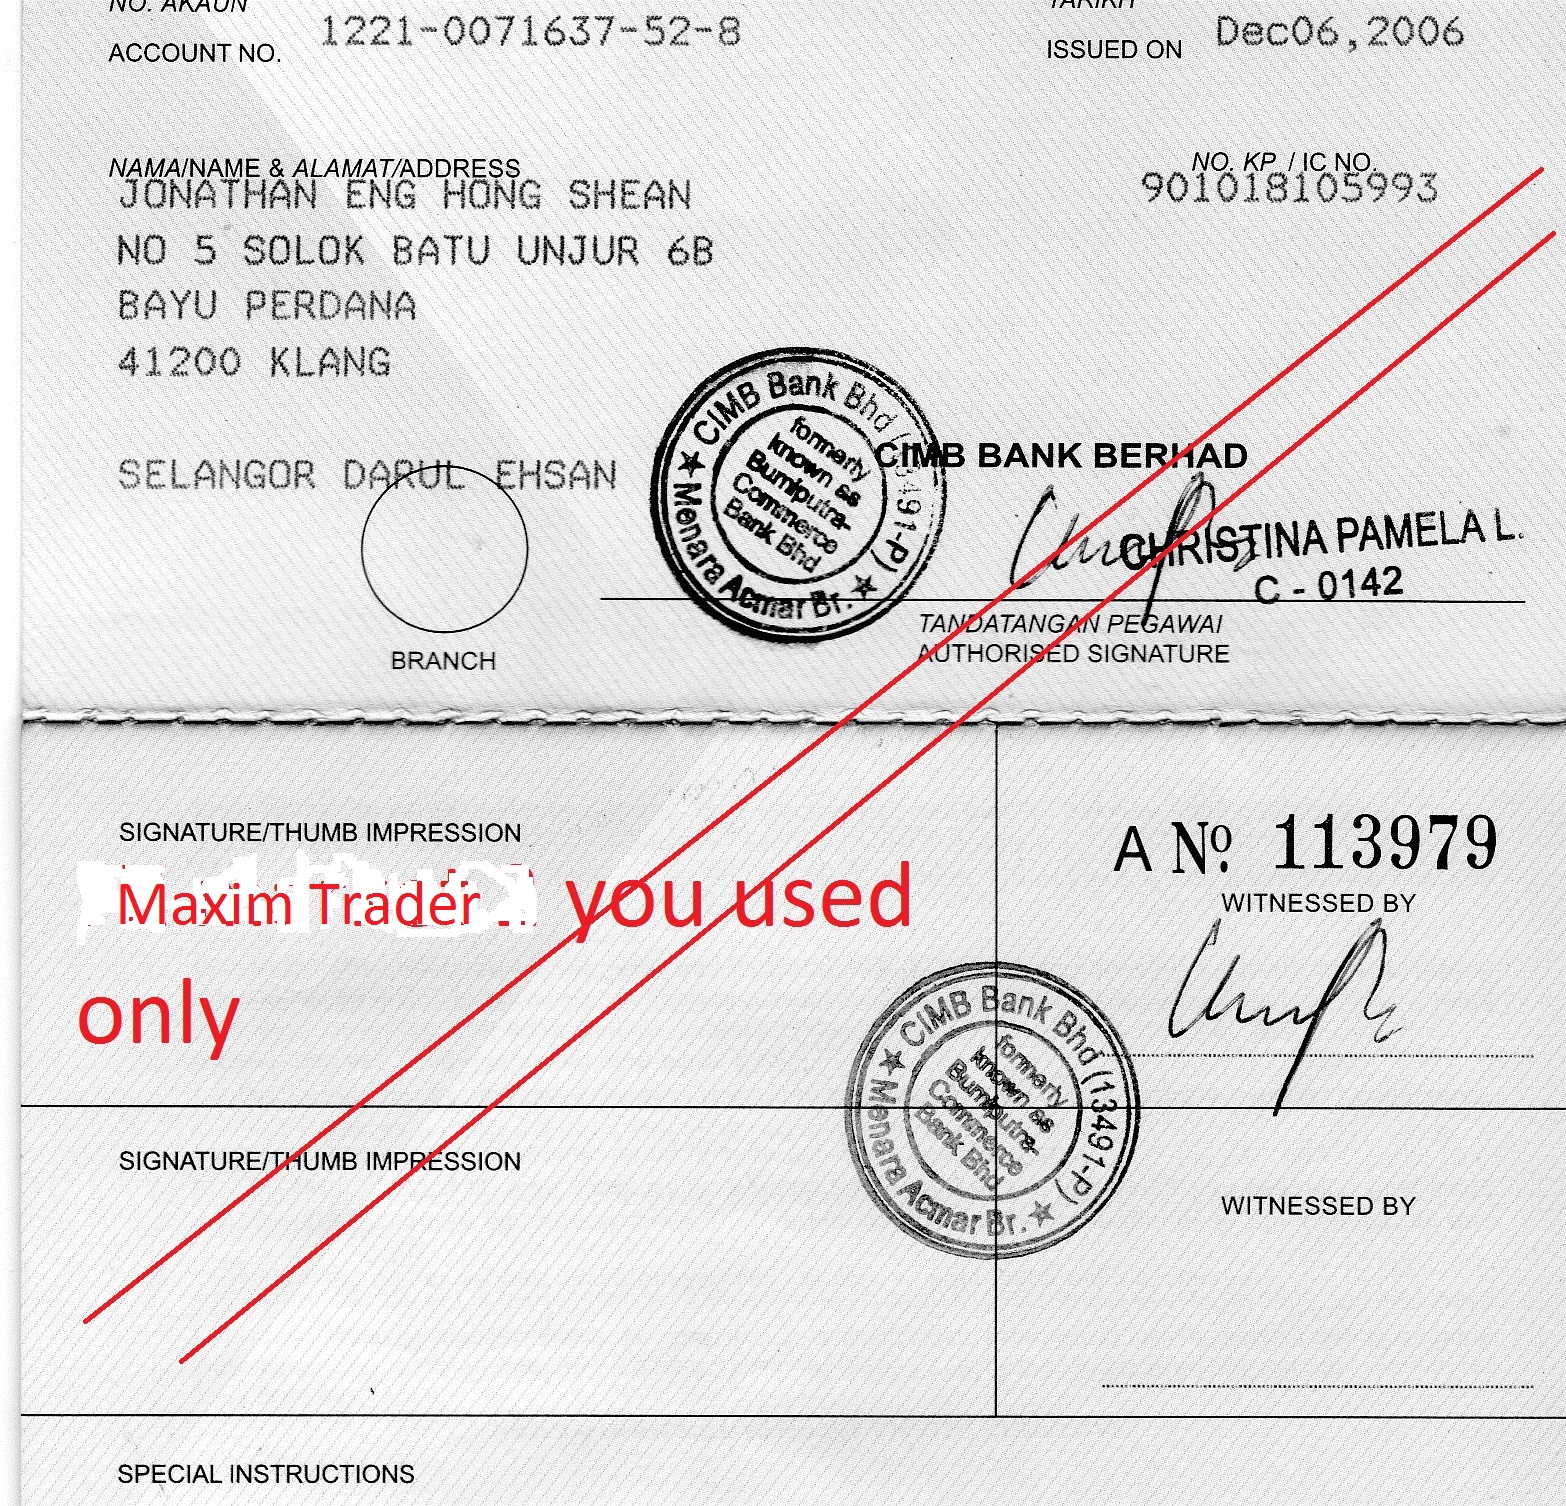 NO. AKAUN
ACCOUNT NO.
1221-0071637-52-8
TARIKH
ISSUED ON
Dec06,2006
NAMA/NAME & ALAMAT/ADDRESS
JONATHAN ENG HONG SHEAN
NO 5 SOLOK BATU UNJUR 6B
BAYU PERDANA
41200 KLANG
SELANGOR DARUL EHSAN
NO. KP / IC NO.
901018105993
BRANCH
CIMB Bank Bhd (13491-P)
★ Menara Acmar Br. ★
formerly
known as
Bumiputra-
Commerce
Bank Bhd
CIMB BANK BERHAD
CHRISTINA PAMELA L.
C - 0142
TANDATANGAN PEGAWAI
AUTHORISED SIGNATURE
SIGNATURE/THUMB IMPRESSION
Maxim Trader you used
only
A No. 113979
WITNESSED BY
CIMB Bank Bhd (13491-P)
★ Menara Acmar Br. ★
formerly
known as
Bumiputra-
Commerce
Bank Bhd
SIGNATURE/THUMB IMPRESSION
WITNESSED BY
SPECIAL INSTRUCTIONS